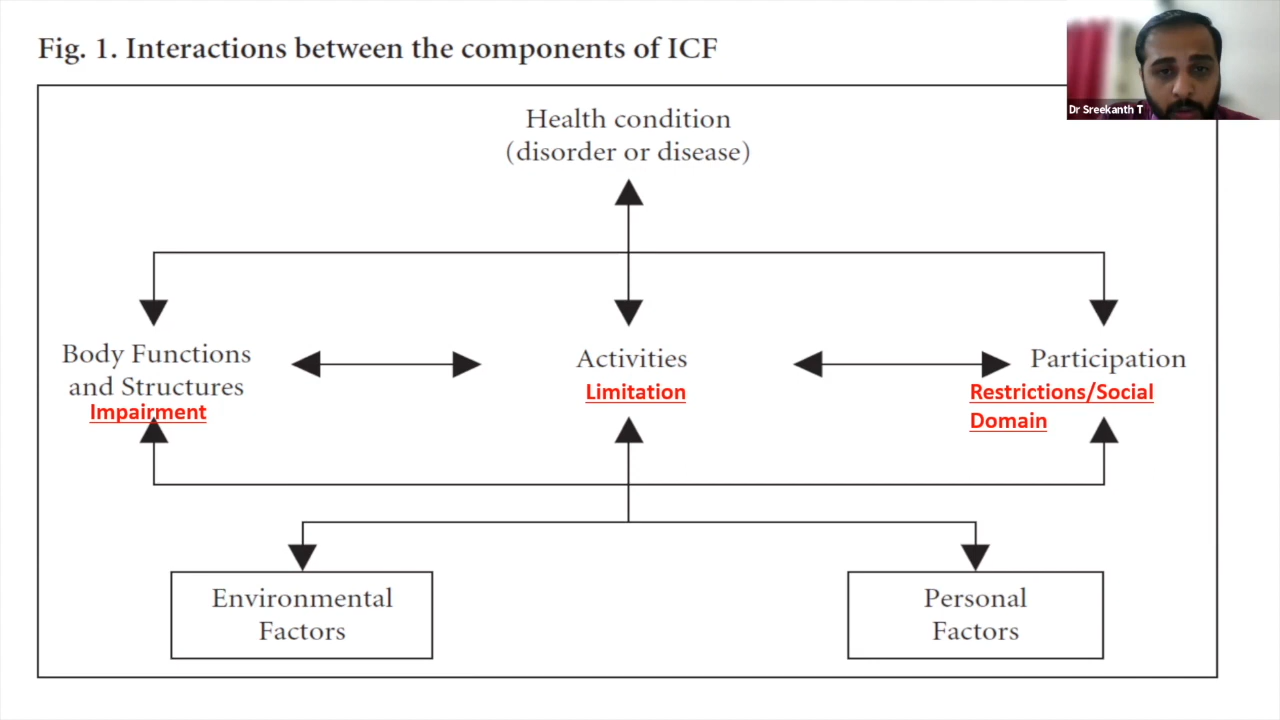 Fig. 1. Interactions between the components of ICF
Dr Sreekanth T
Health condition
(disorder or disease)
Body Functions
and Structures
Impairment
Activities
Limitation
Participation
Restrictions/Social
Domain
Environmental
Factors
Personal
Factors